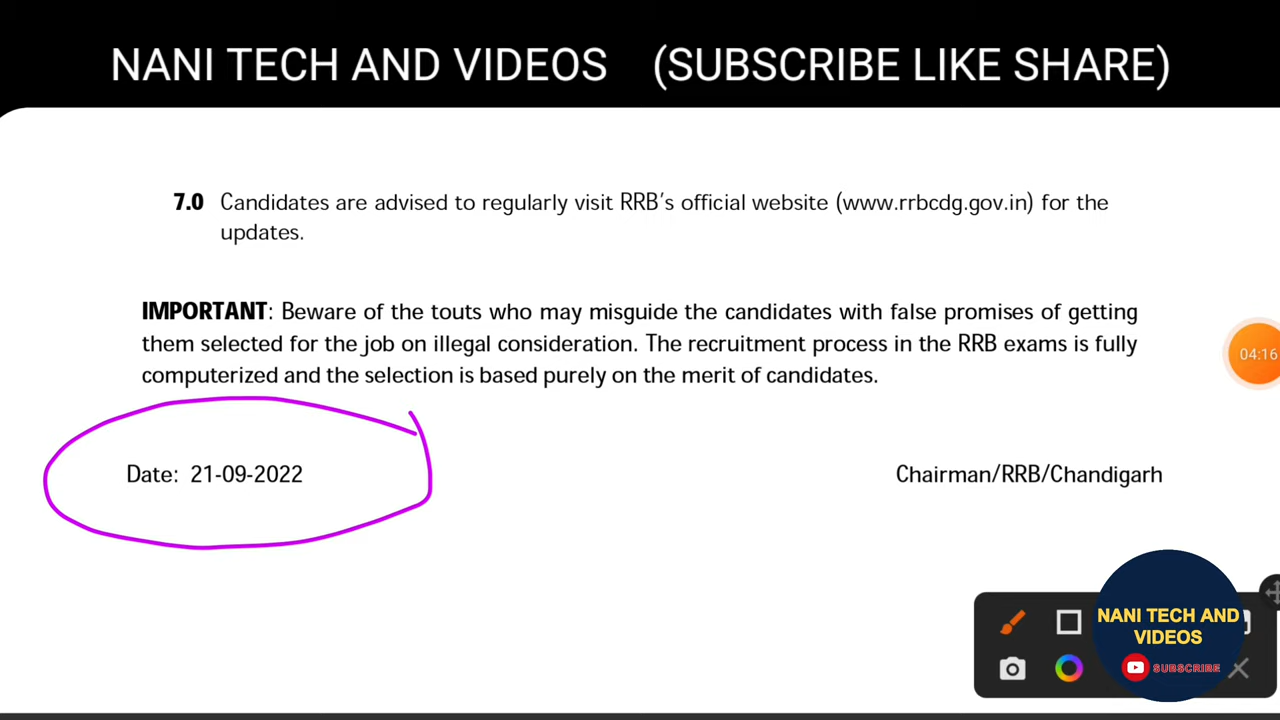 NANI TECH AND VIDEOS (SUBSCRIBE LIKE SHARE)
7.0 Candidates are advised to regularly visit RRB's official website (www.rrbcdg.gov.in) for the
updates.
IMPORTANT: Beware of the touts who may misguide the candidates with false promises of getting
them selected for the job on illegal consideration. The recruitment process in the RRB exams is fully
computerized and the selection is based purely on the merit of candidates.
04:16
Date: 21-09-2022 Chairman/RRB/Chandigarh
NANI TECH AND
VIDEOS
SUBSCRIBE